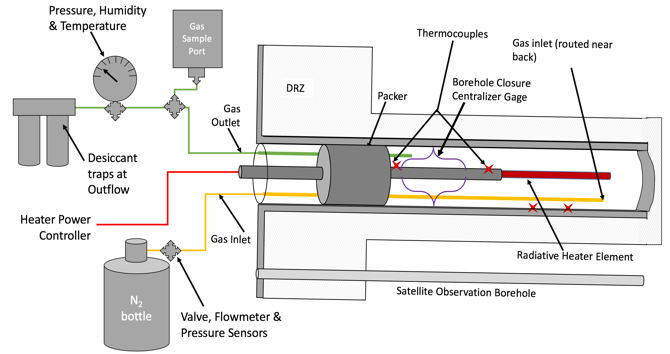 Pressure, Humidity
& Temperature
Gas
Sample
Port
Thermocouples
Gas inlet (routed near
back)
DRZ
Packer
Borehole Closure
Centralizer Gage
Gas
Outlet
Desiccant
traps at
Outflow
Heater Power
Controller
Gas Inlet
Radiative Heater Element
N2
bottle
Valve, Flowmeter &
Pressure Sensors
Satellite Observation Borehole